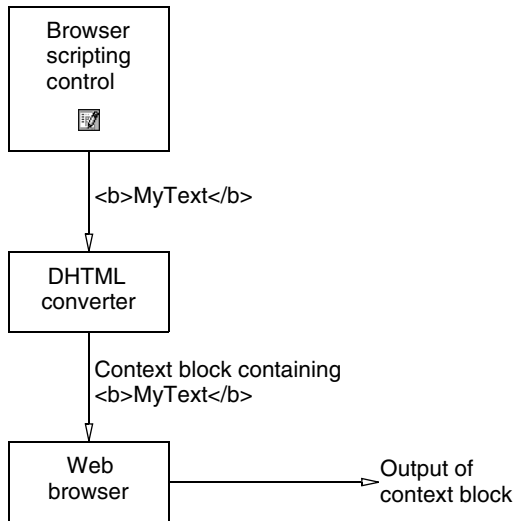 Browser
scripting
control
<b>MyText</b>
DHTML
converter
Context block containing
<b>MyText</b>
Web
browser
Output of
context block